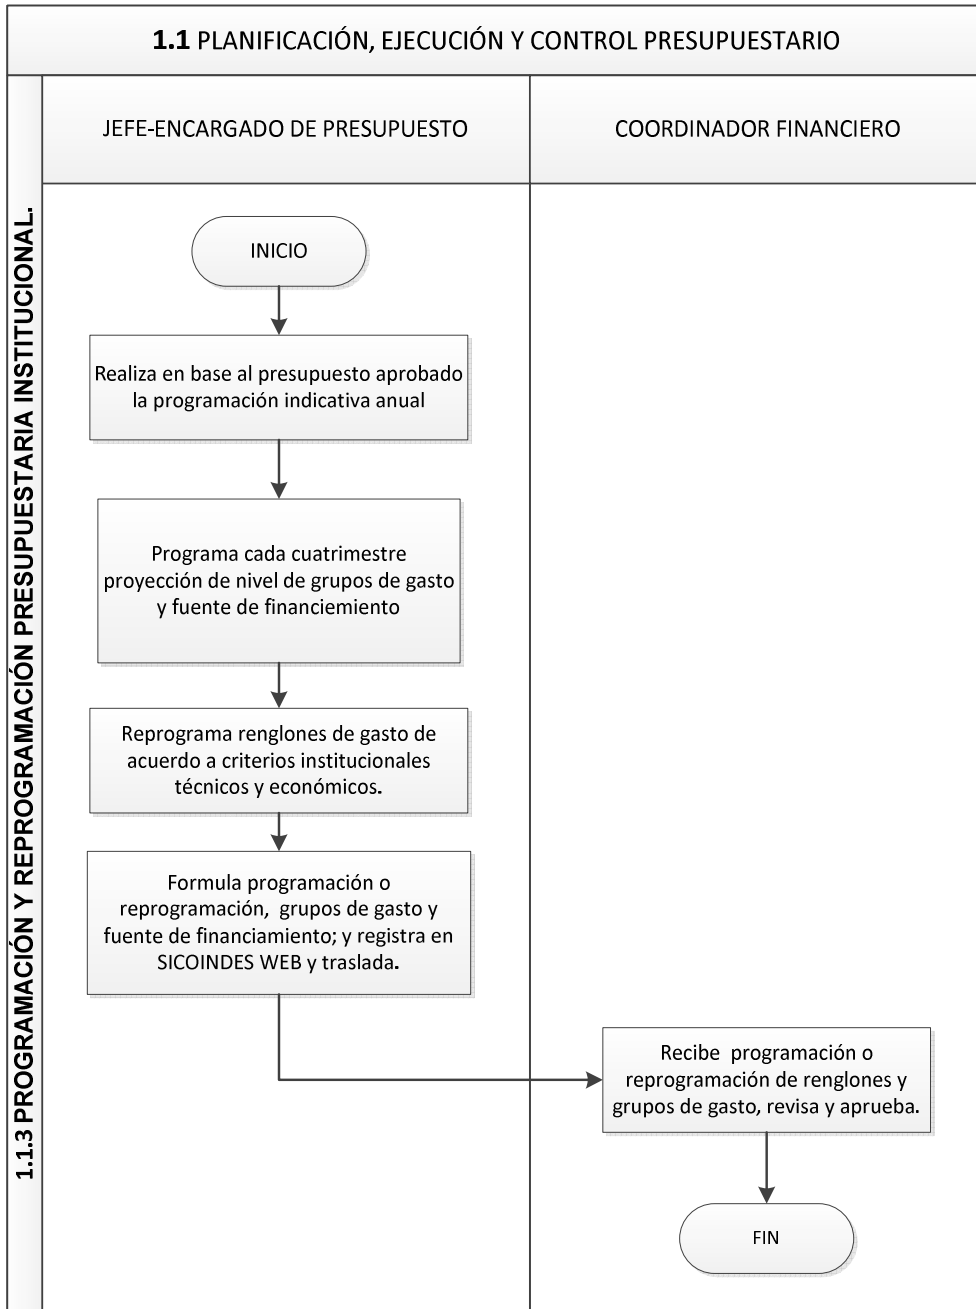 1.1 PLANIFICACIÓN, EJECUCIÓN Y CONTROL PRESUPUESTARIO
1.1.3 PROGRAMACIÓN Y REPROGRAMACIÓN PRESUPUESTARIA INSTITUCIONAL.
JEFE-ENCARGADO DE PRESUPUESTO
COORDINADOR FINANCIERO
INICIO
Realiza en base al presupuesto aprobado
la programación indicativa anual
Programa cada cuatrimestre
proyección de nivel de grupos de gasto
y fuente de financiemiento
Reprograma renglones de gasto de
acuerdo a criterios institucionales
técnicos y económicos.
Formula programación o
reprogramación, grupos de gasto y
fuente de financiamiento; y registra en
SICOINDES WEB y traslada.
Recibe programación o
reprogramación de renglones y
grupos de gasto, revisa y aprueba.
FIN